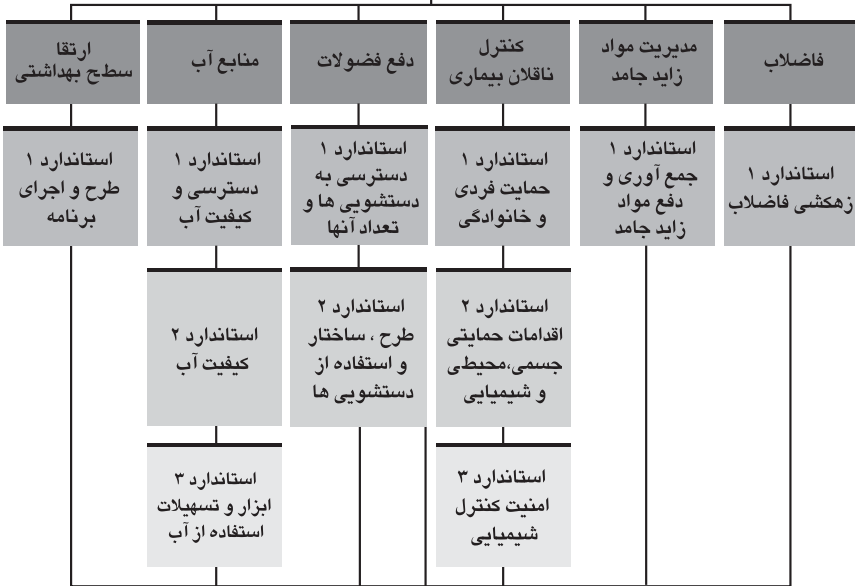 فاضلاب
مدیریت مواد
زاید جامد
کنترل
ناقلان بیماری
دفع فضولات
منابع آب
ارتقا
سطح بهداشتی
استاندارد ۱
زهکشی فاضلاب
استاندارد ۱
جمع آوری و
دفع مواد
زاید جامد
استاندارد ۱
حمایت فردی
و خانوادگی
استاندارد ۱
دسترسی به
دستشویی ها و
تعداد آنها
استاندارد ۱
دسترسی و
کیفیت آب
استاندارد ۱
طرح و اجرای
برنامه
استاندارد ۲
اقدامات حمایتی
جسمی،محیطی
و شیمیایی
استاندارد ۲
طرح ، ساختار
و استفاده از
دستشویی ها
استاندارد ۲
کیفیت آب
استاندارد ۳
امنیت کنترل
شیمیایی
استاندارد ۳
ابزار و تسهیلات
استفاده از آب